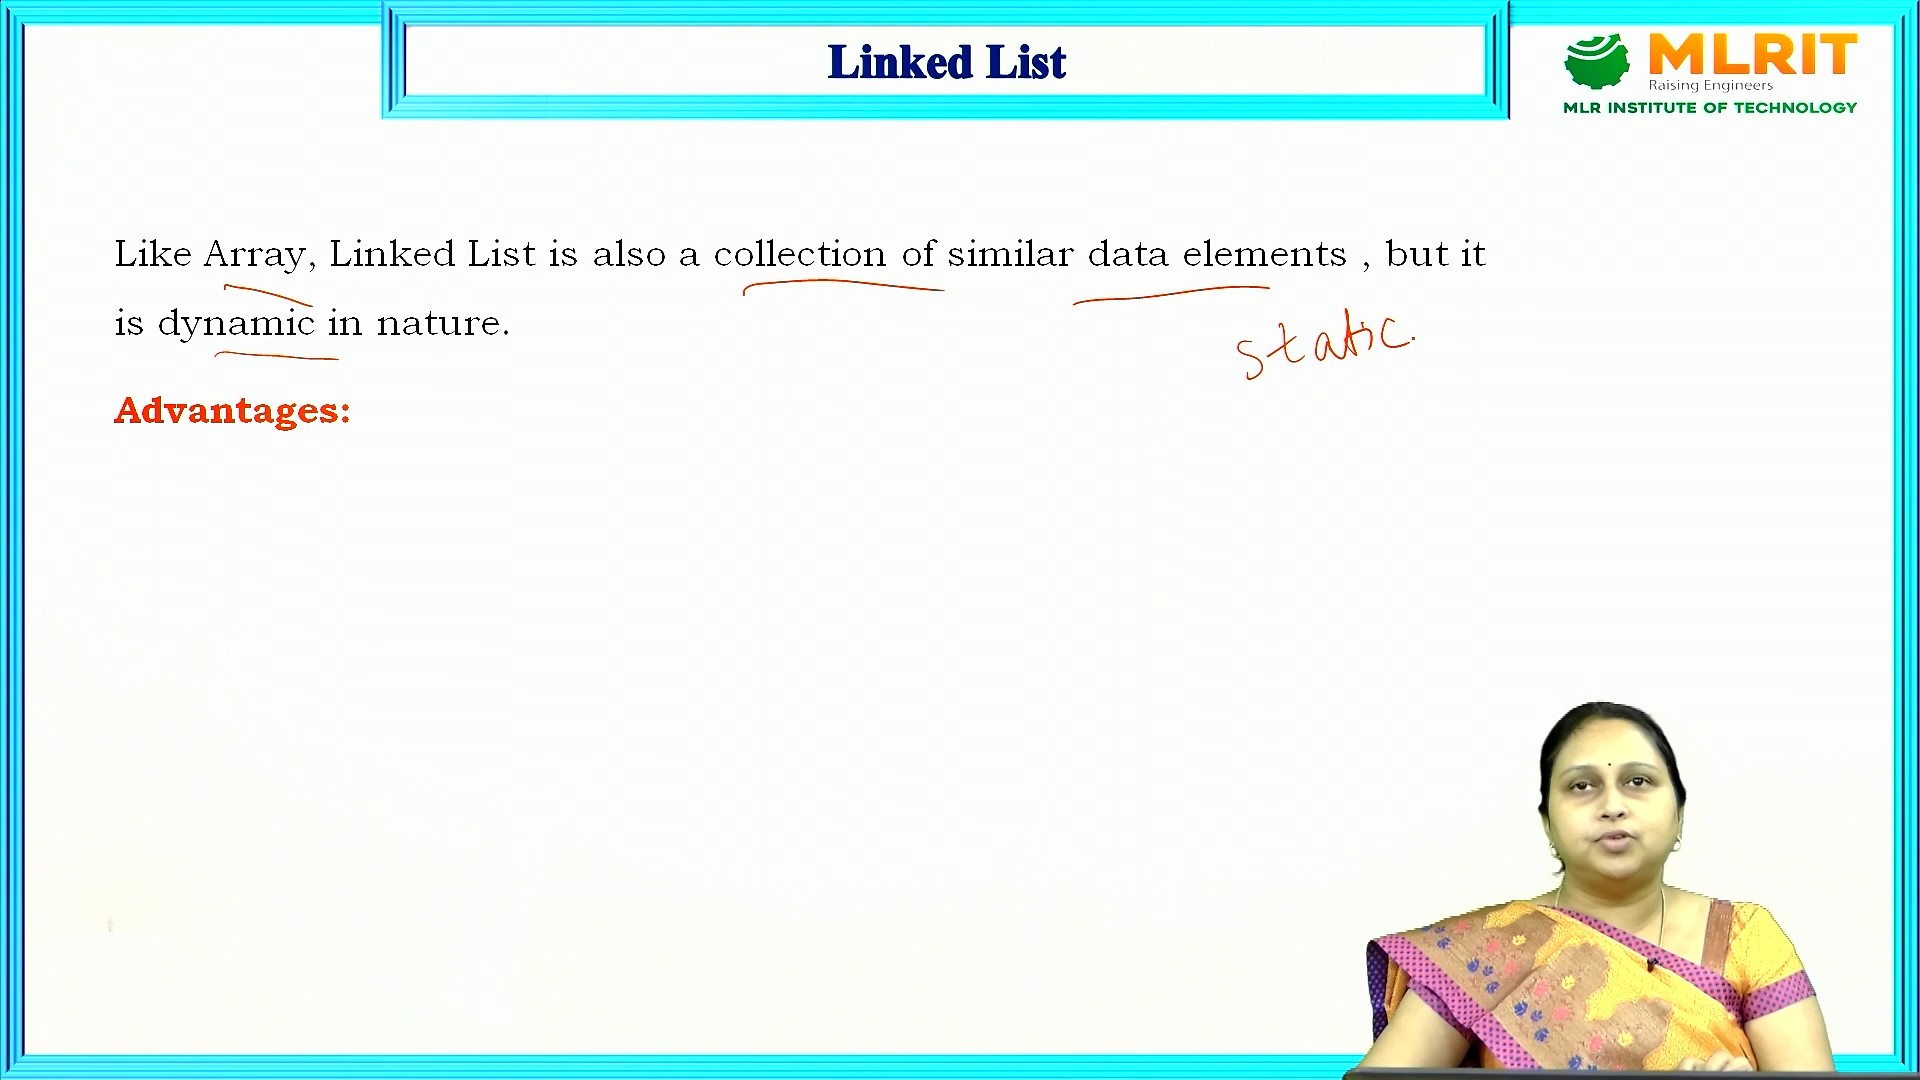 Linked List
MLRIT
Raising Engineers
MLR INSTITUTE OF TECHNOLOGY
Like Array, Linked List is also a collection of similar data elements , but it
is dynamic in nature.
static.
Advantages: